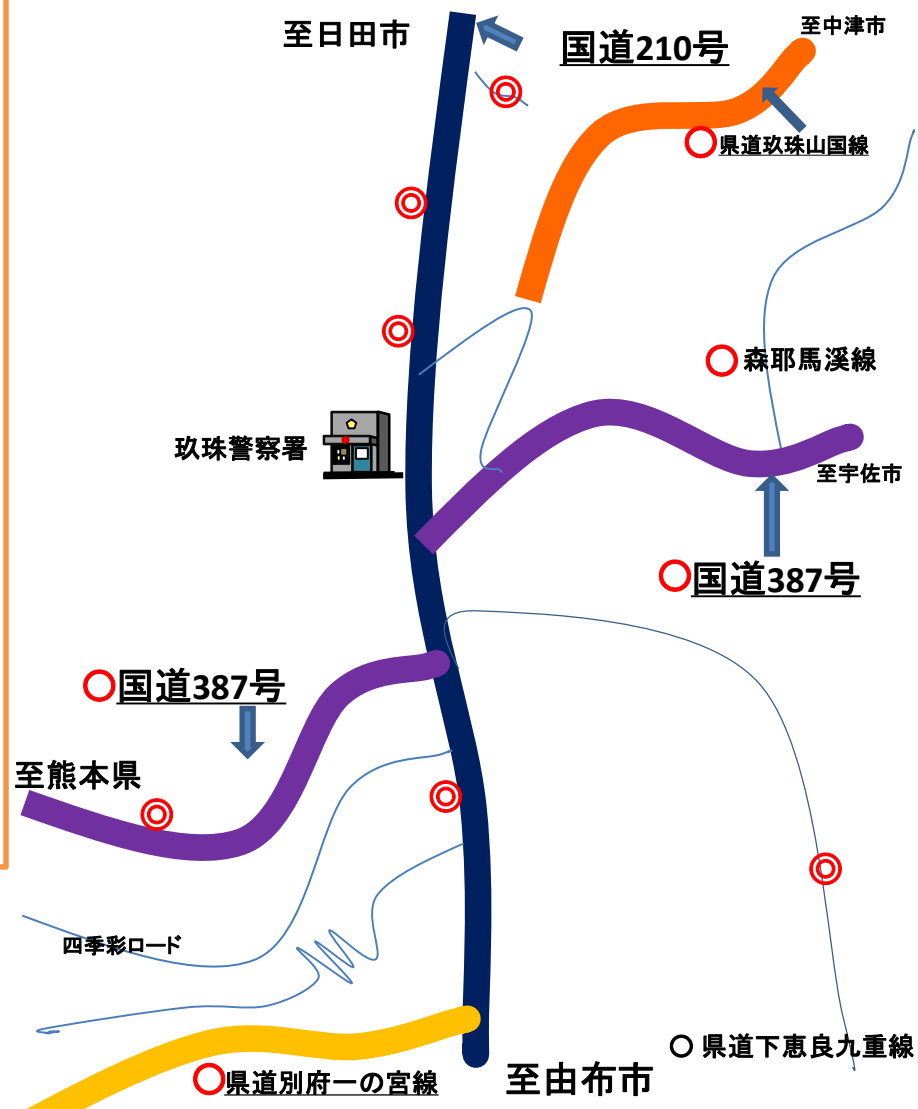 至日田市
国道210号
至中津市
県道玖珠山国線
森耶馬溪線
玖珠警察署
至宇佐市
○国道387号
○国道387号
至熊本県
四季彩ロード
○県道下恵良九重線
○県道別府一の宮線
至由布市